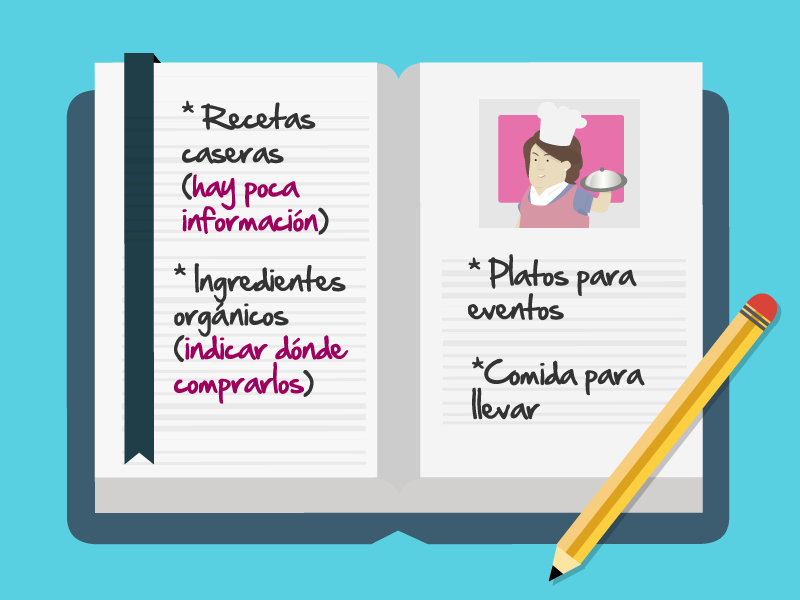 * Recetas
caseras
(hay poca
información)
* Ingredientes
orgánicos
(indicar dónde
comprarlos)
* Platos para
eventos
*Comida para
llevar